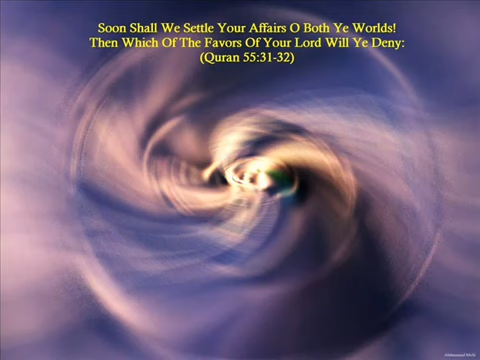 Soon Shall We Settle Your Affairs O Both Ye Worlds!
Then Which Of The Favors Of Your Lord Will Ye Deny:
(Quran 55:31-32)